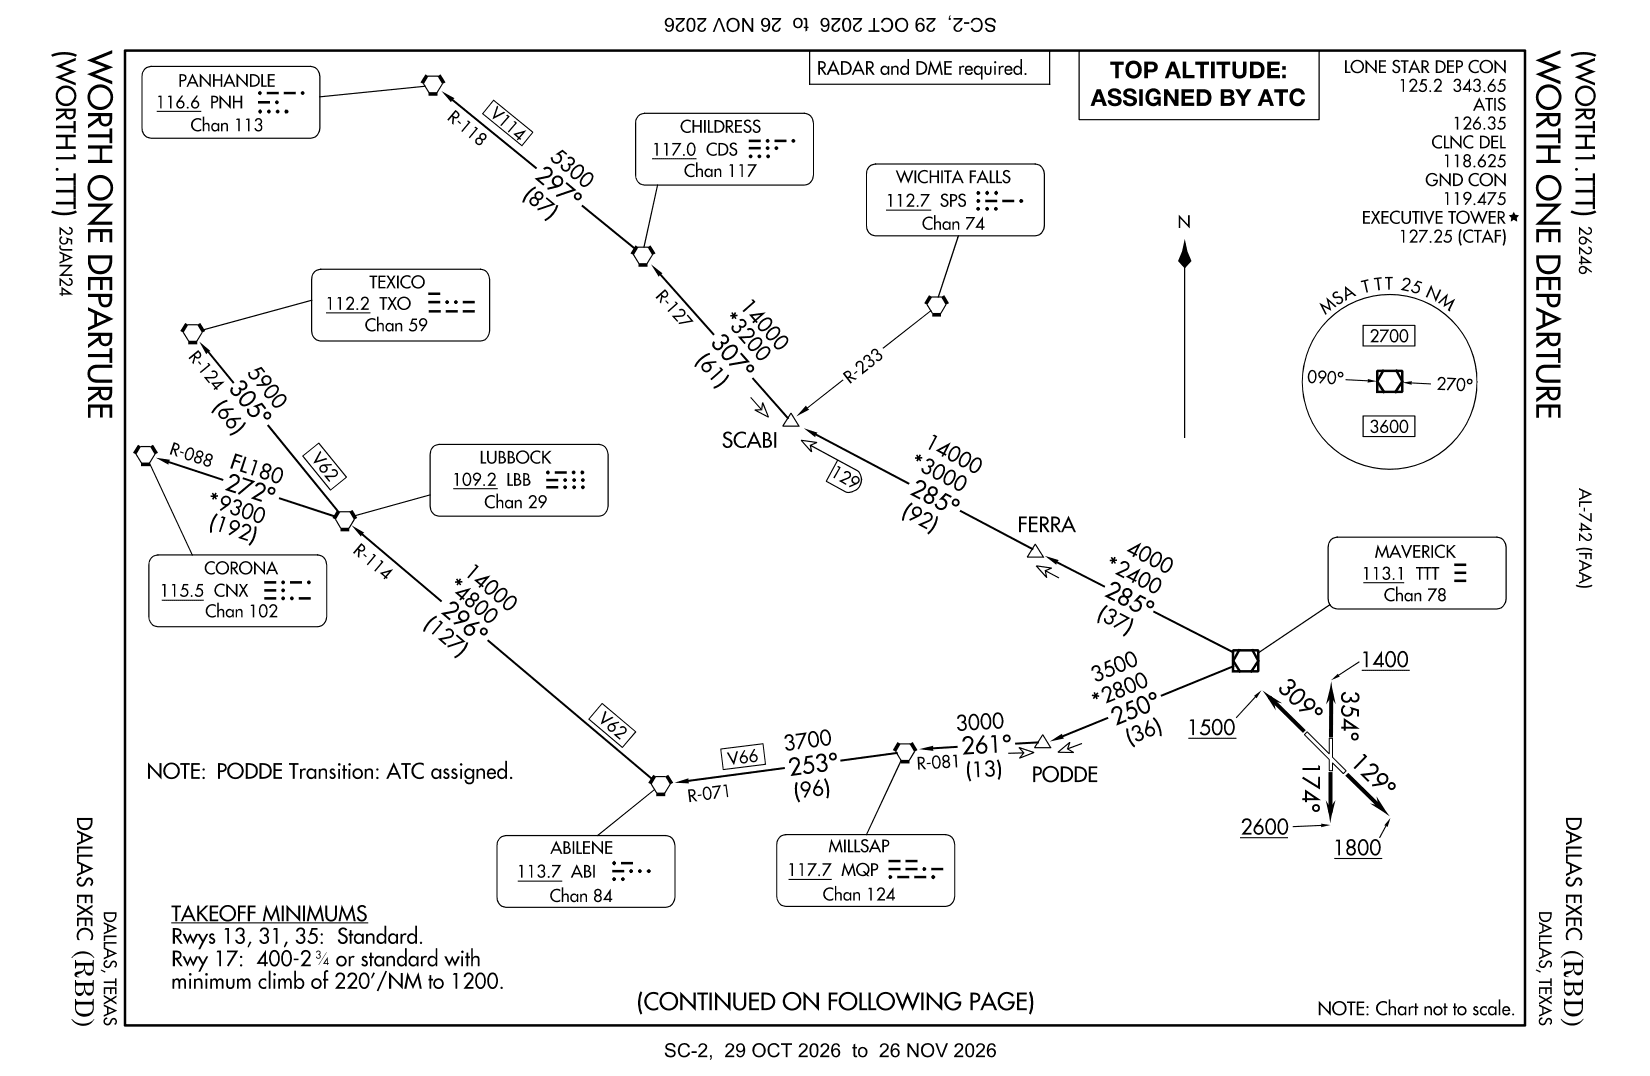 SC-2, 29 OCT 2026 to 26 NOV 2026
WORTH ONE DEPARTURE
(WORTH1.TTT) 25JAN24
DALLAS EXEC (RBD)
DALLAS, TEXAS
(WORTH1.TTT) 26246
WORTH ONE DEPARTURE
AL-742 (FAA)
DALLAS EXEC (RBD)
DALLAS, TEXAS
RADAR and DME required.
TOP ALTITUDE:
ASSIGNED BY ATC
LONE STAR DEP CON
125.2 343.65
ATIS
126.35
CLNC DEL
118.625
GND CON
119.475
EXECUTIVE TOWER★
127.25 (CTAF)
MSA TTT 25 NM
2700
090°
270°
3600
N
PANHANDLE
116.6 PNH
Chan 113
V114
R-118
5300
297°
(87)
CHILDRESS
117.0 CDS
Chan 117
WICHITA FALLS
112.7 SPS
Chan 74
R-233
R-127
14000
*3200
307°
(61)
SCABI
129
14000
*3000
285°
(92)
FERRA
4000
*2400
285°
(37)
MAVERICK
113.1 TTT
Chan 78
TEXICO
112.2 TXO
Chan 59
R-124
5900
305°
(66)
V62
R-088
FL180
272°
*9300
(192)
LUBBOCK
109.2 LBB
Chan 29
CORONA
115.5 CNX
Chan 102
R-114
14000
*4800
296°
(127)
V62
3500
*2800
250°
(36)
PODDE
3000
261°
(13)
R-081
3700
253°
(96)
V66
R-071
ABILENE
113.7 ABI
Chan 84
MILLSAP
117.7 MQP
Chan 124
1400
1500
309°
354°
174°
129°
2600
1800
NOTE: PODDE Transition: ATC assigned.
TAKEOFF MINIMUMS
Rwys 13, 31, 35: Standard.
Rwy 17: 400-2¾ or standard with
minimum climb of 220'/NM to 1200.
(CONTINUED ON FOLLOWING PAGE)
NOTE: Chart not to scale.
SC-2, 29 OCT 2026 to 26 NOV 2026